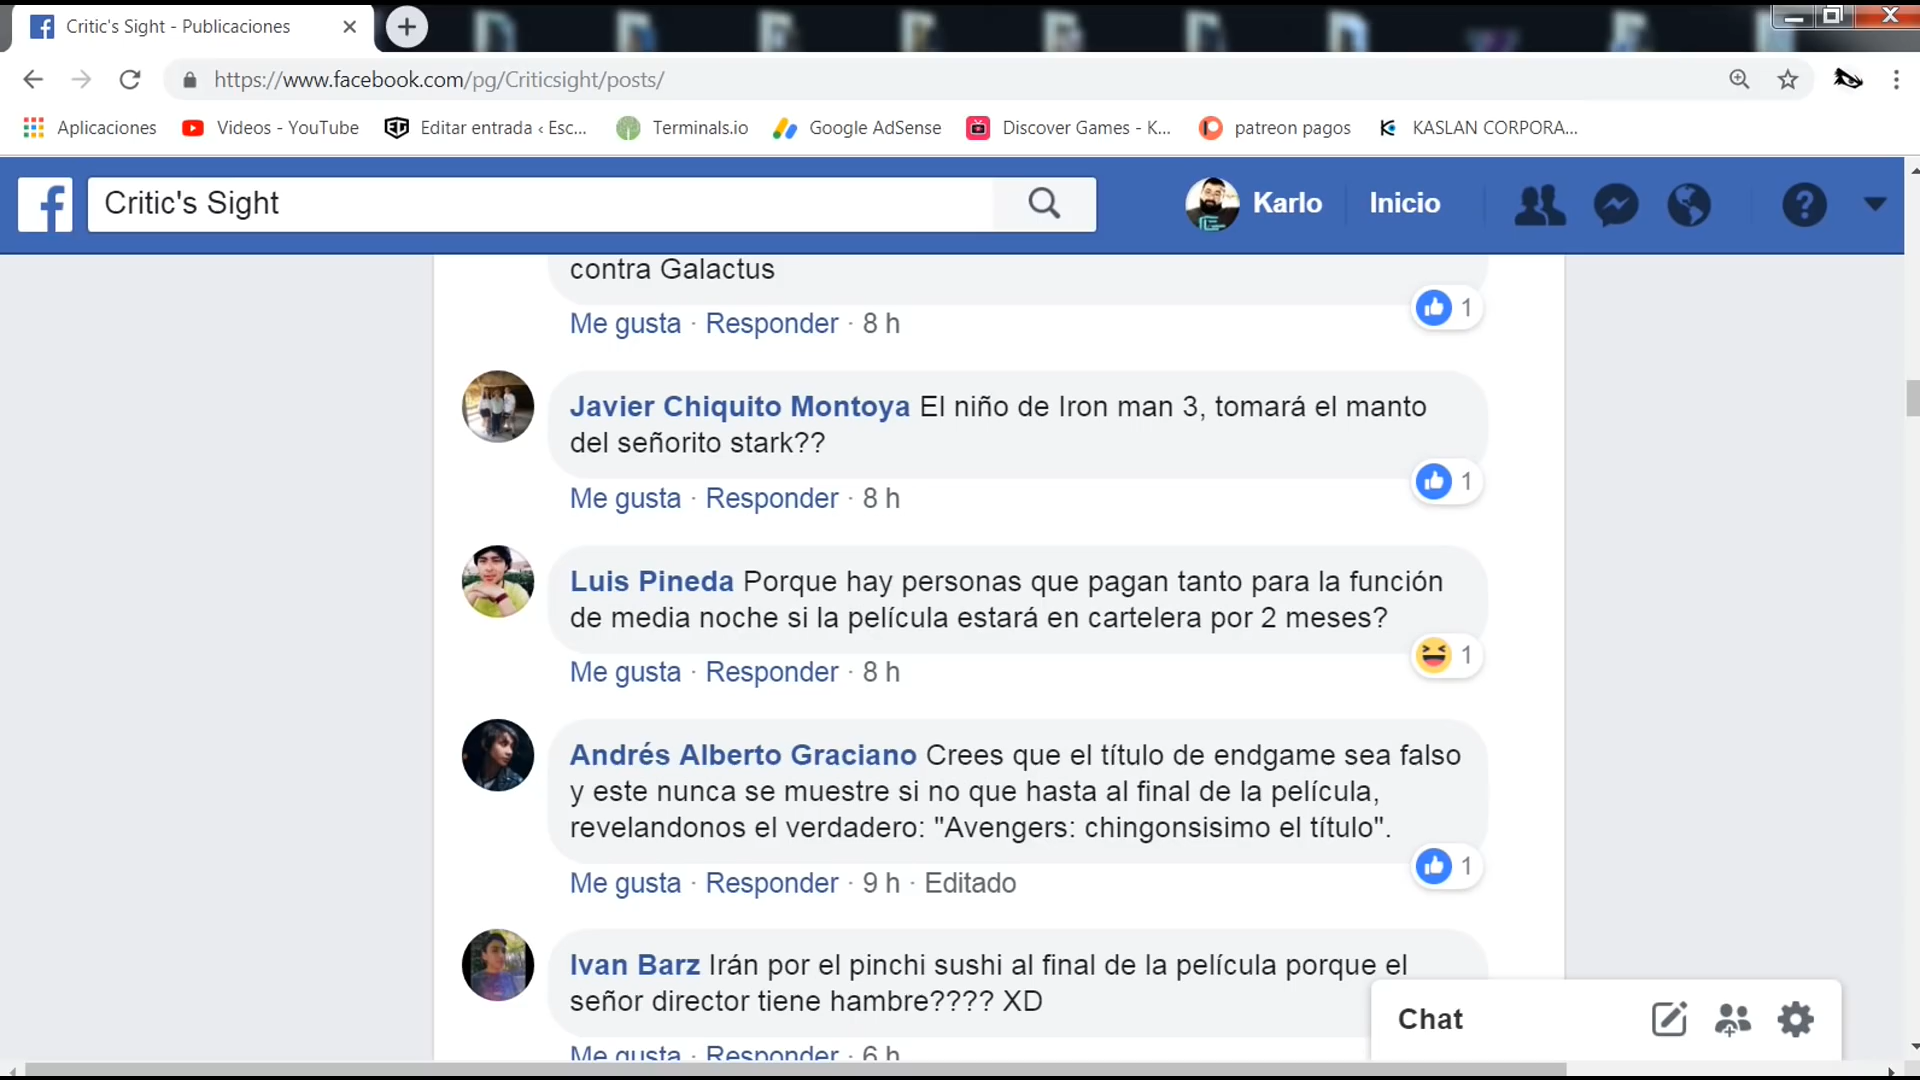 Critic's Sight - Publicaciones
https://www.facebook.com/pg/Criticsight/posts/
Aplicaciones Videos - YouTube Editar entrada ‹ Esc... Terminals.io Google AdSense Discover Games - K... patreon pagos KASLAN CORPORA...
Critic's Sight Karlo Inicio
contra Galactus
Me gusta · Responder · 8 h 1
Javier Chiquito Montoya El niño de Iron man 3, tomará el manto
del señorito stark??
Me gusta · Responder · 8 h 1
Luis Pineda Porque hay personas que pagan tanto para la función
de media noche si la película estará en cartelera por 2 meses?
Me gusta · Responder · 8 h 1
Andrés Alberto Graciano Crees que el título de endgame sea falso
y este nunca se muestre si no que hasta al final de la película,
revelandonos el verdadero: "Avengers: chingonsisimo el título".
Me gusta · Responder · 9 h · Editado 1
Ivan Barz Irán por el pinchi sushi al final de la película porque el
señor director tiene hambre???? XD
Me gusta · Responder · 6 h
Chat